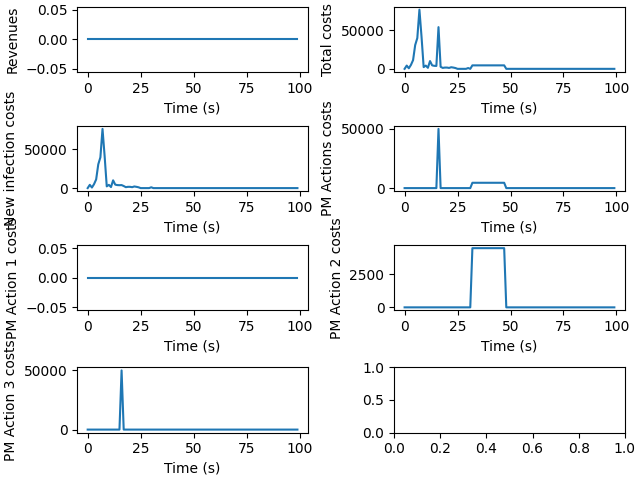 Revenues
0.05
0.00
−0.05
0 25 50 75 100
Time (s)
Total costs
50000
0
0 25 50 75 100
Time (s)
New infection costs
50000
0
0 25 50 75 100
Time (s)
PM Actions costs
50000
0
0 25 50 75 100
Time (s)
PM Action 1 costs
0.05
0.00
−0.05
0 25 50 75 100
Time (s)
PM Action 2 costs
2500
0
0 25 50 75 100
Time (s)
PM Action 3 costs
50000
0
0 25 50 75 100
Time (s)
1.0
0.5
0.0
0.0 0.2 0.4 0.6 0.8 1.0